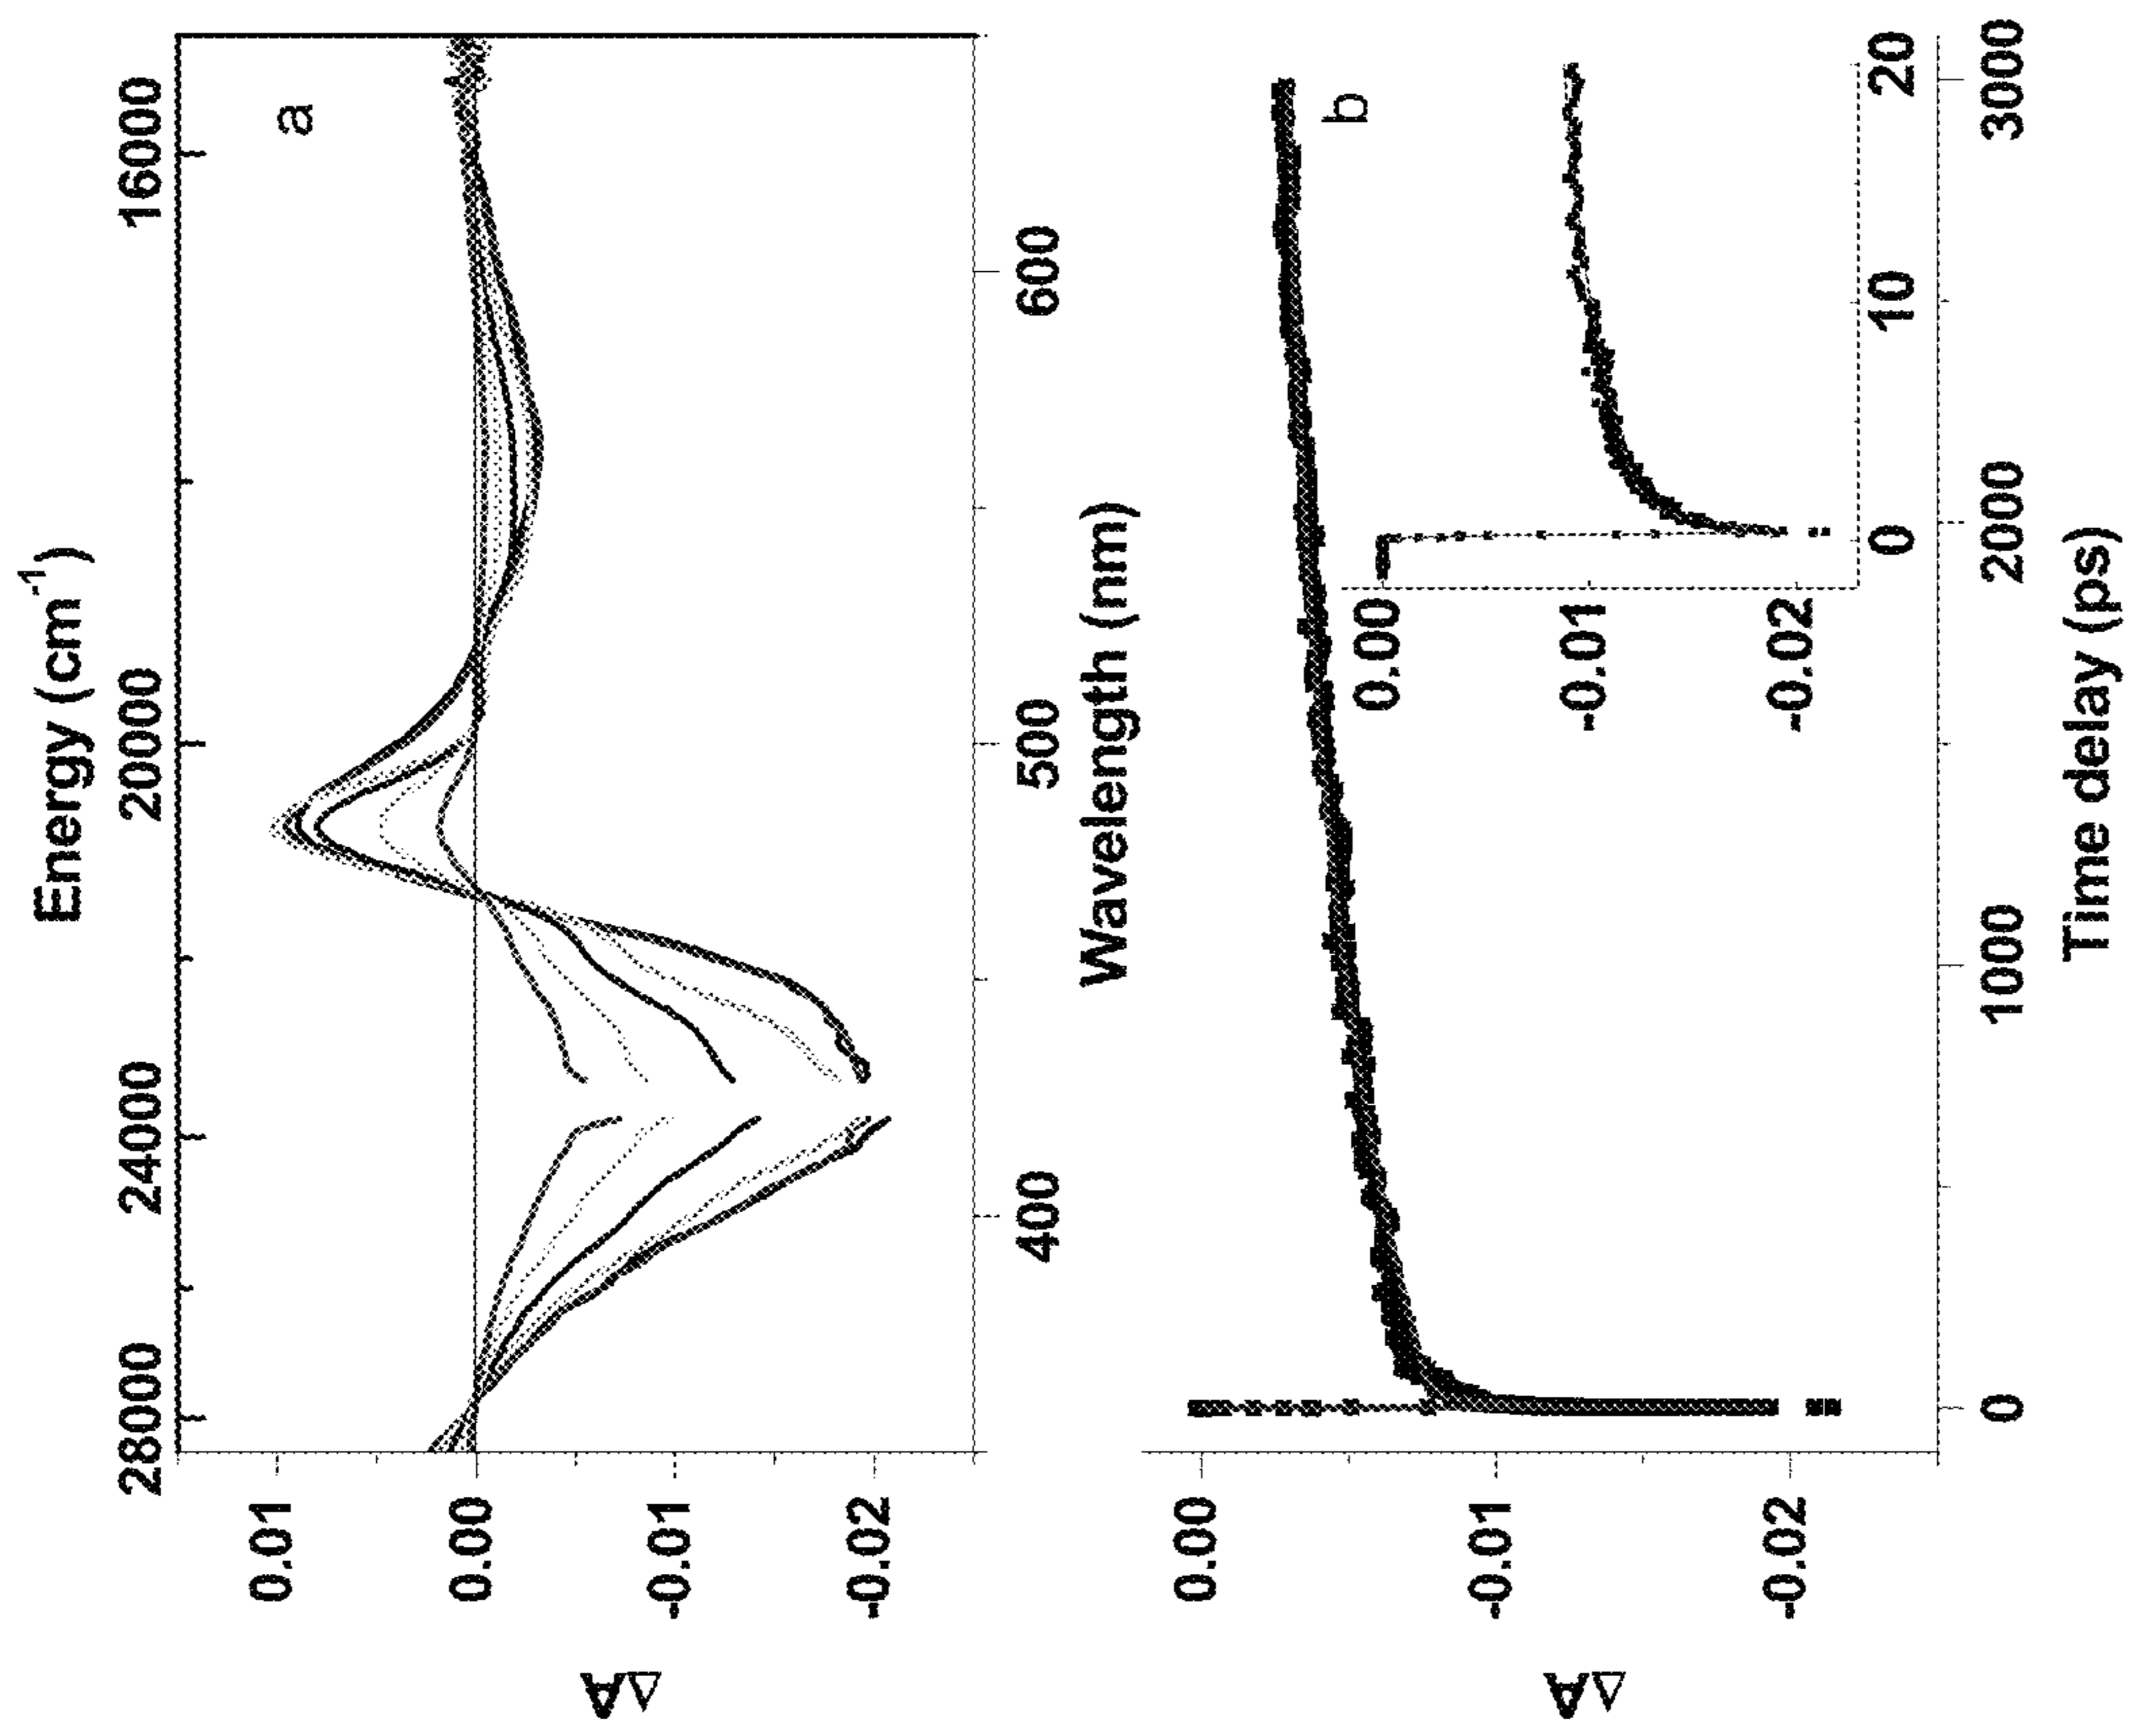 Energy (cm-1)
28000 24000 20000 16000
a
0.01
0.00
-0.01
-0.02
ΔA
400 500 600
Wavelength (nm)
b
0.00
-0.01
-0.02
ΔA
0.00
-0.01
-0.02
0 10 20
0 1000 2000 3000
Time delay (ps)